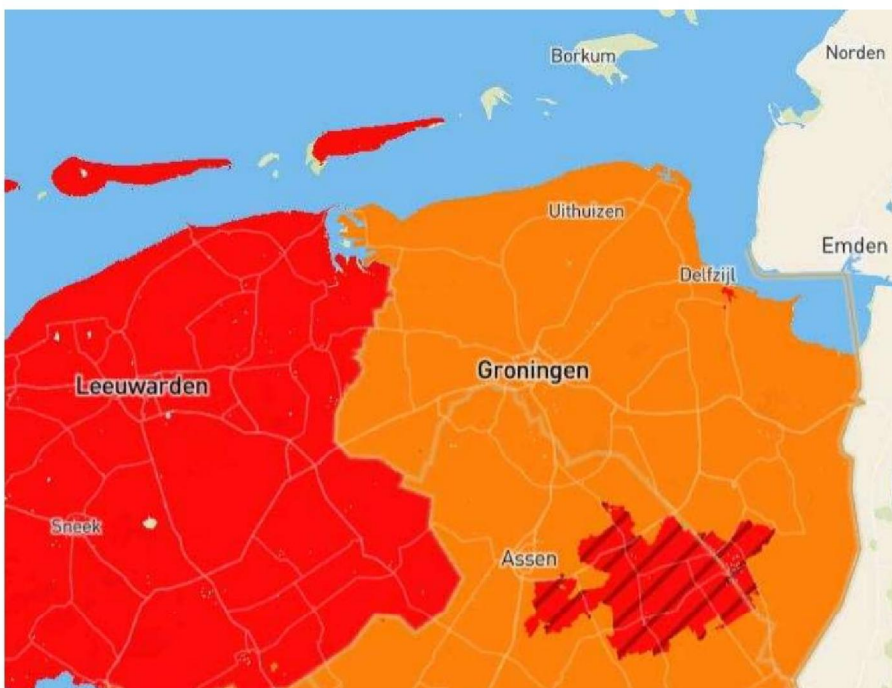 Borkum
Norden
Uithuizen
Emden
Delfzijl
Groningen
Leeuwarden
Sneek
Assen